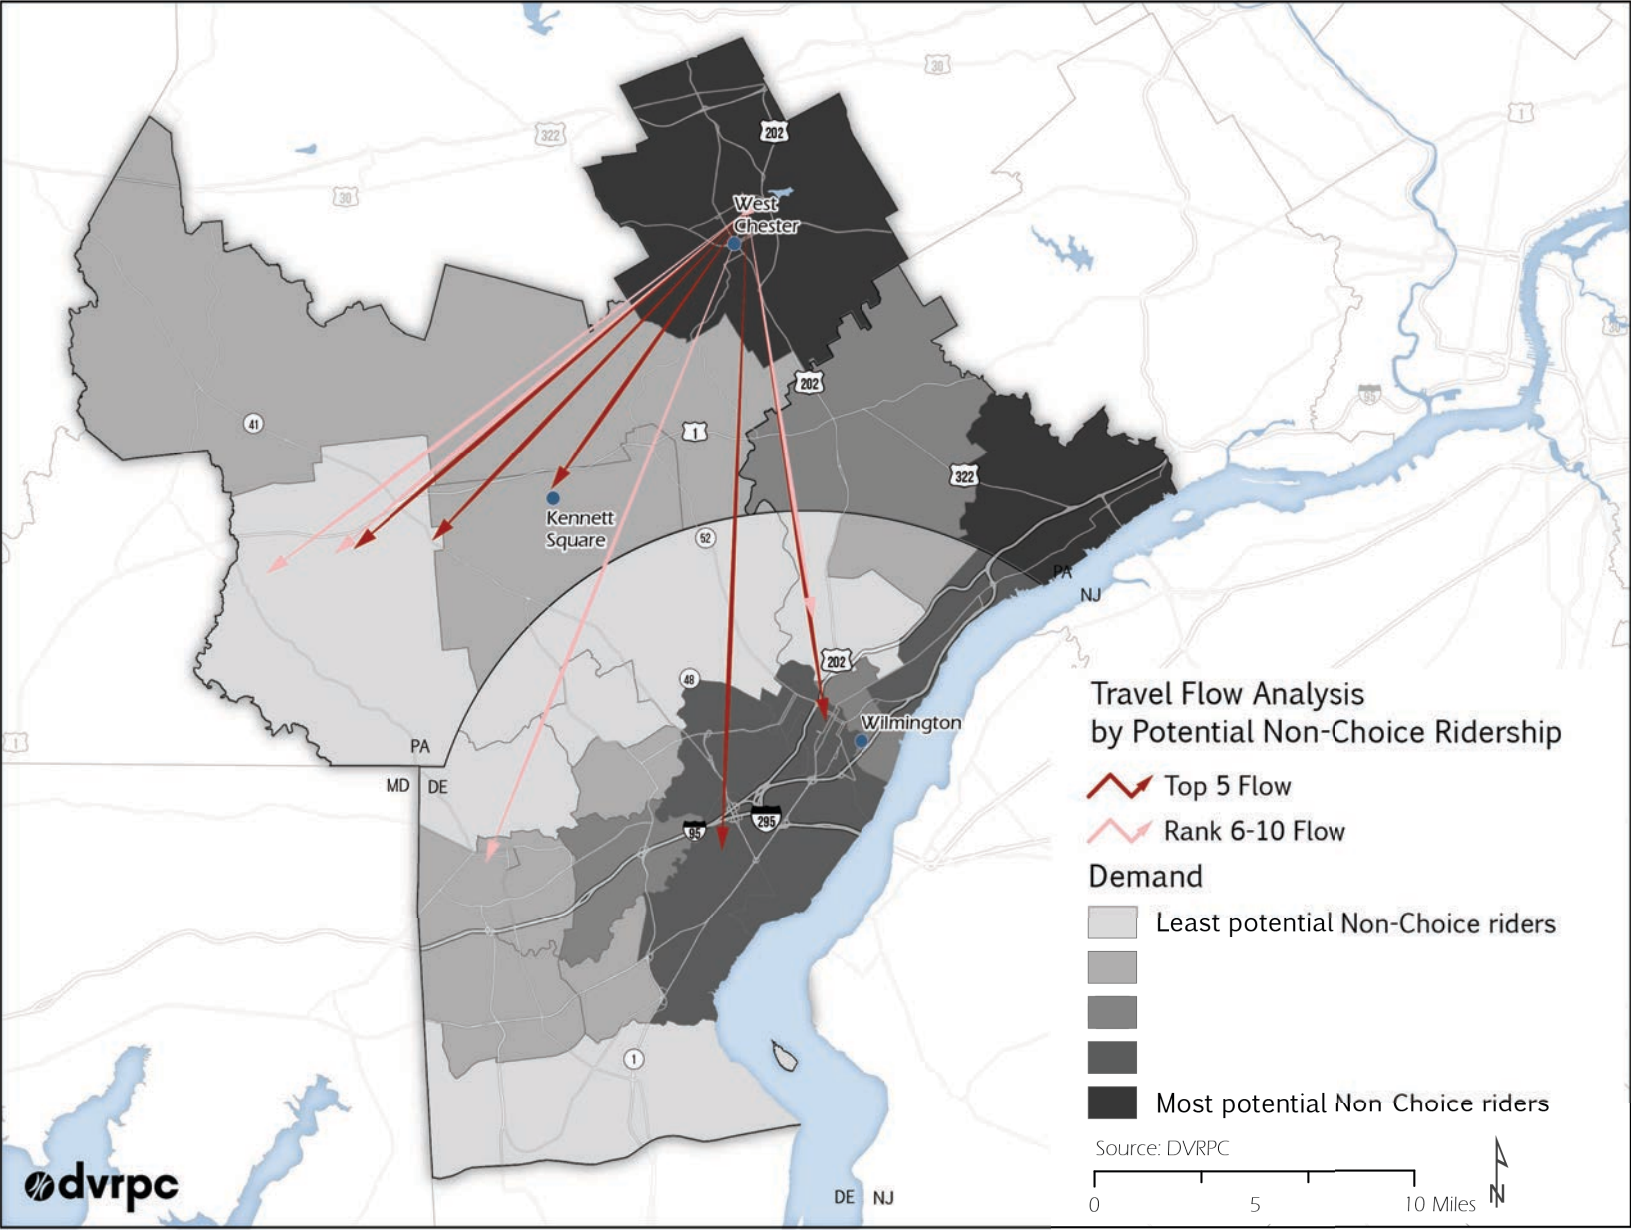 30
1
322
202
30
West
Chester
30
202
95
41
1
322
Kennett
Square
52
PA
NJ
202
48
Wilmington
1
PA
MD
DE
95
295
1
DE
NJ
Travel Flow Analysis
by Potential Non-Choice Ridership
Top 5 Flow
Rank 6-10 Flow
Demand
Least potential Non-Choice riders
Most potential Non Choice riders
Source: DVRPC
0
5
10 Miles
N
dvrpc